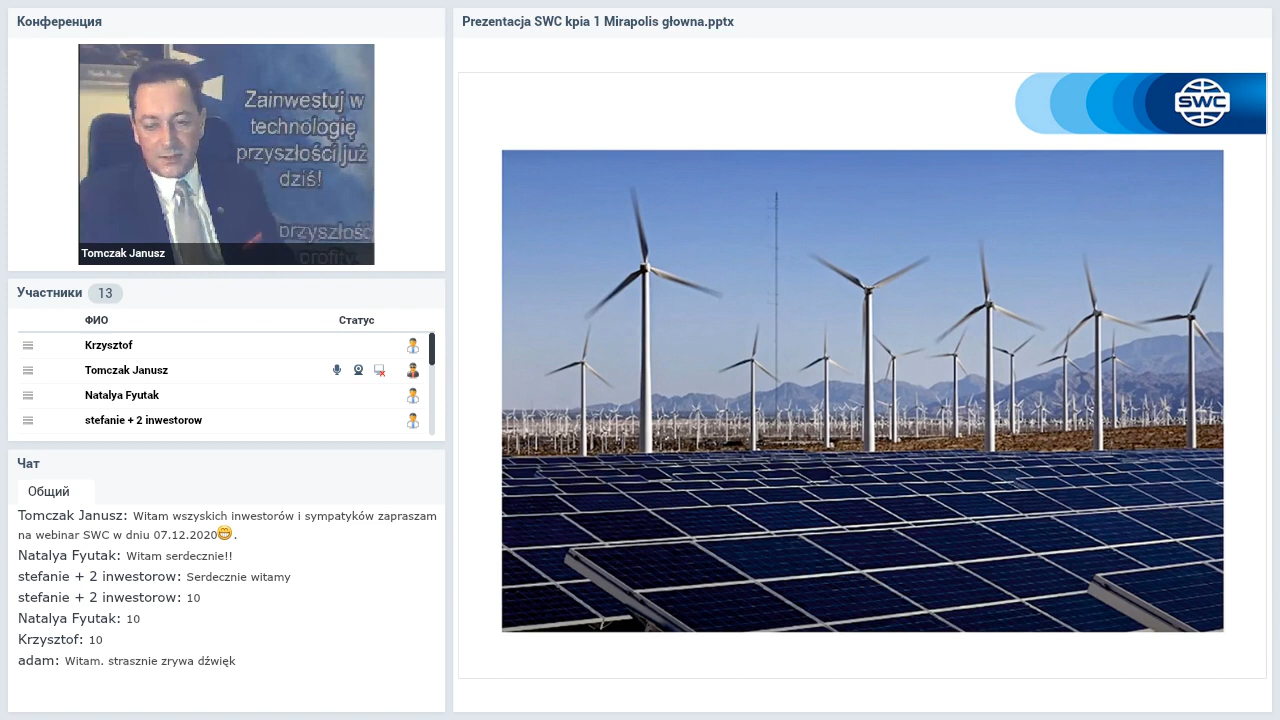 Конференция
Zainwestuj w
technologię
przyszłości już
dziś!
przyszłość
profity
Tomczak Janusz
Участники 13
ФИО Статус
Krzysztof
Tomczak Janusz
Natalya Fyutak
stefanie + 2 inwestorow
Чат
Общий
Tomczak Janusz: Witam wszyskich inwestorów i sympatyków zapraszam
na webinar SWC w dniu 07.12.2020😁.
Natalya Fyutak: Witam serdecznie!!
stefanie + 2 inwestorow: Serdecznie witamy
stefanie + 2 inwestorow: 10
Natalya Fyutak: 10
Krzysztof: 10
adam: Witam. strasznie zrywa dźwięk
Prezentacja SWC kpia 1 Mirapolis głowna.pptx
SWC